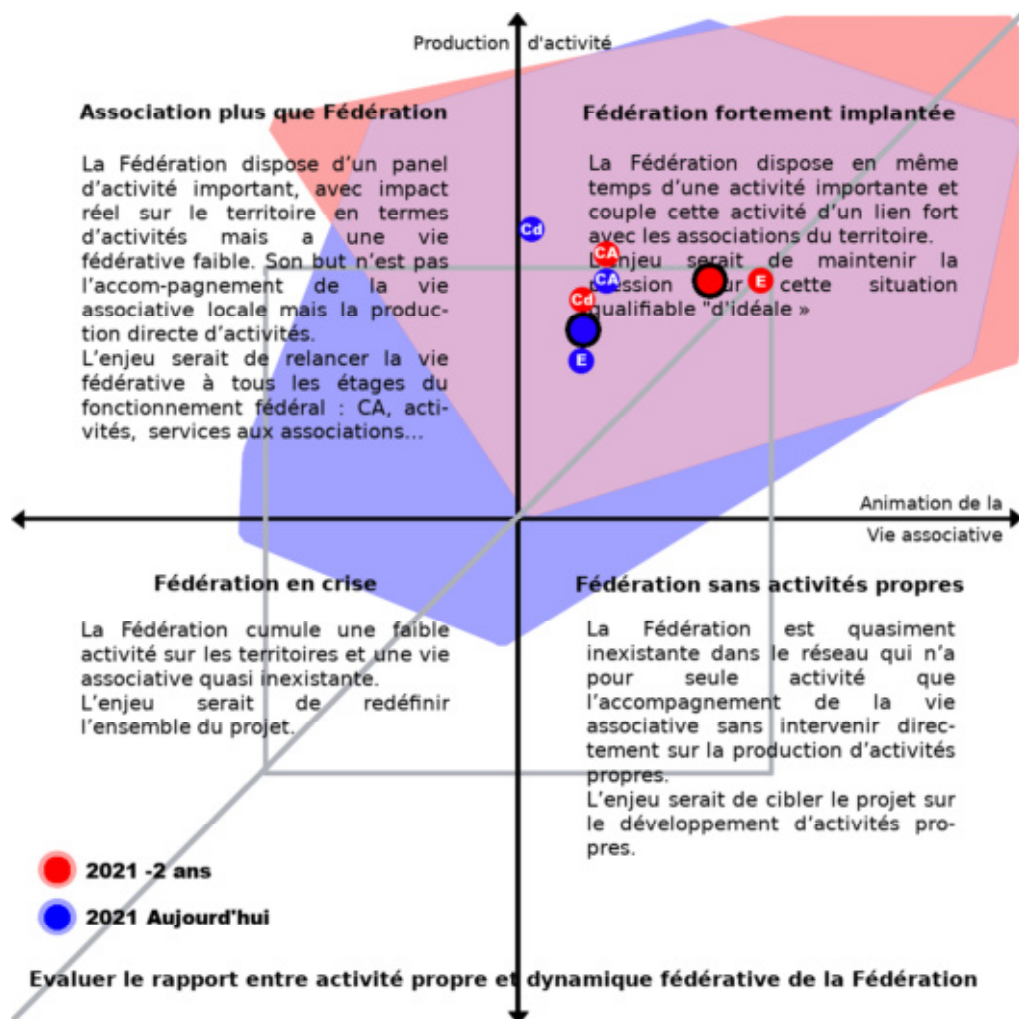 Production d'activité
Association plus que Fédération
La Fédération dispose d’un panel
d’activité important, avec impact
réel sur le territoire en termes
d’activités mais a une vie
fédérative faible. Son but n’est pas
l’accom-pagnement de la vie
associative locale mais la produc-
tion directe d’activités.
L’enjeu serait de relancer la vie
fédérative à tous les étages du
fonctionnement fédéral : CA, acti-
vités, services aux associations...
Fédération fortement implantée
La Fédération dispose en même
temps d’une activité importante et
couple cette activité d’un lien fort
avec les associations du territoire.
L'enjeu serait de maintenir la
sur cette situation
qualifiable "d’idéale »
Cd
CA
CA
E
Cd
E
Animation de la
Vie associative
Fédération en crise
La Fédération cumule une faible
activité sur les territoires et une vie
associative quasi inexistante.
L’enjeu serait de redéfinir
l’ensemble du projet.
Fédération sans activités propres
La Fédération est quasiment
inexistante dans le réseau qui n’a
pour seule activité que
l’accompagnement de la vie
associative sans intervenir direc-
tement sur la production d’activités
propres.
L’enjeu serait de cibler le projet sur
le développement d’activités pro-
pres.
2021 -2 ans
2021 Aujourd'hui
Evaluer le rapport entre activité propre et dynamique fédérative de la Fédération